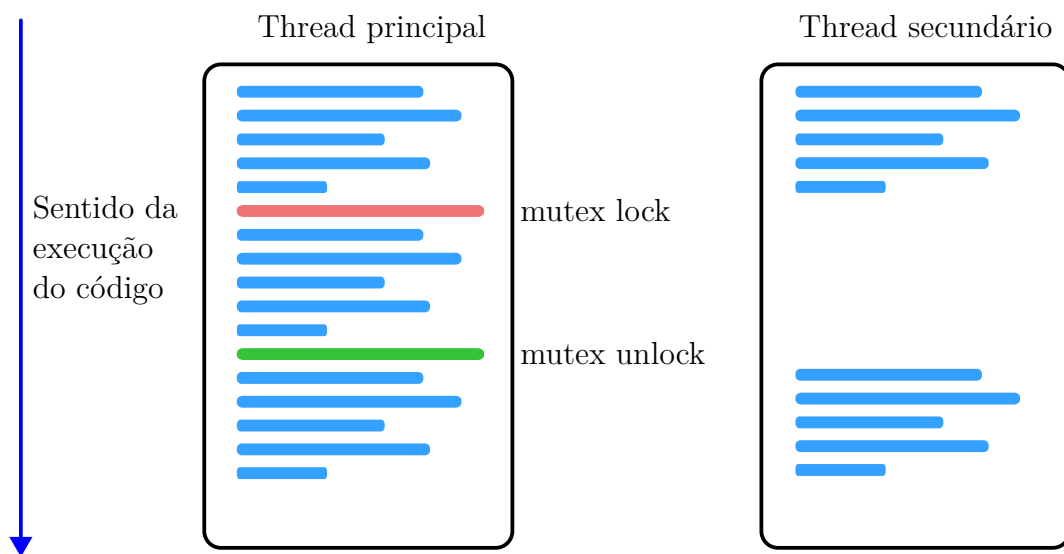 Thread principal
Thread secundário
Sentido da
execução
do código
mutex lock
mutex unlock